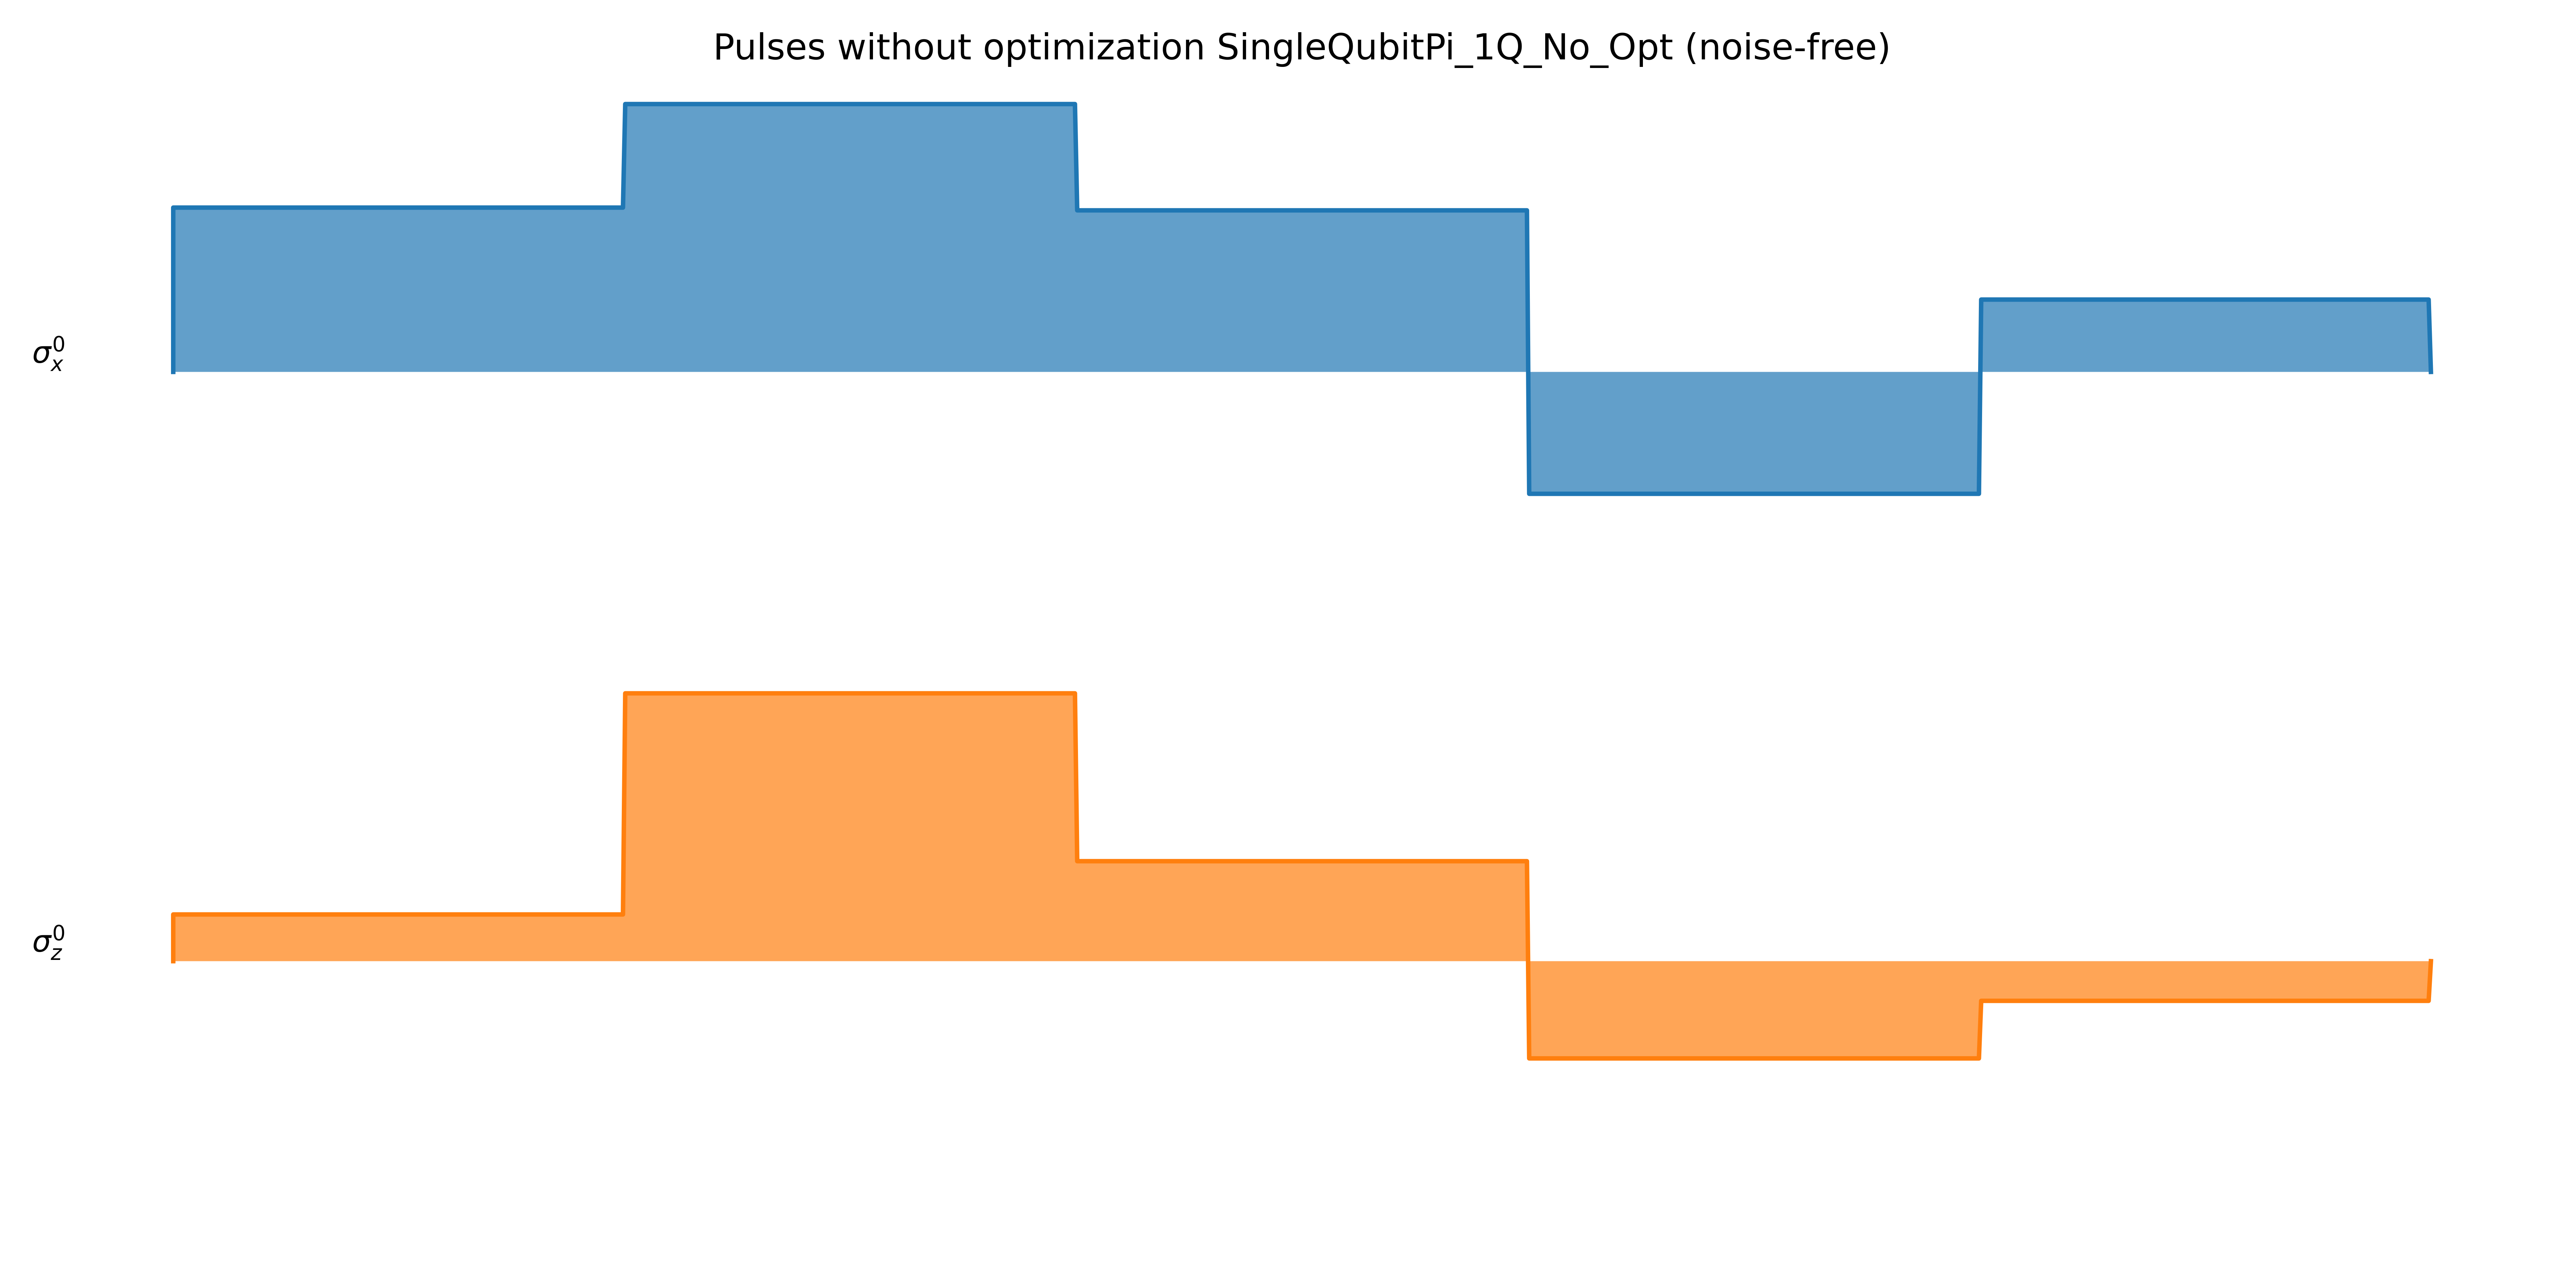 Pulses without optimization SingleQubitPi_1Q_No_Opt (noise-free)
σ_x^0
σ_z^0